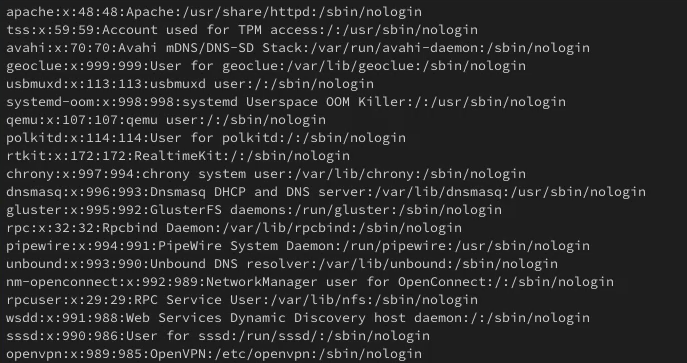 apache:x:48:48:Apache:/usr/share/httpd:/sbin/nologin
tss:x:59:59:Account used for TPM access:/:/usr/sbin/nologin
avahi:x:70:70:Avahi mDNS/DNS-SD Stack:/var/run/avahi-daemon:/sbin/nologin
geoclue:x:999:999:User for geoclue:/var/lib/geoclue:/sbin/nologin
usbmuxd:x:113:113:usbmuxd user:/:/sbin/nologin
systemd-oom:x:998:998:systemd Userspace OOM Killer:/:/usr/sbin/nologin
qemu:x:107:107:qemu user:/:/sbin/nologin
polkitd:x:114:114:User for polkitd:/:/sbin/nologin
rtkit:x:172:172:RealtimeKit:/:/sbin/nologin
chrony:x:997:994:chrony system user:/var/lib/chrony:/sbin/nologin
dnsmasq:x:996:993:Dnsmasq DHCP and DNS server:/var/lib/dnsmasq:/usr/sbin/nologin
gluster:x:995:992:GlusterFS daemons:/run/gluster:/sbin/nologin
rpc:x:32:32:Rpcbind Daemon:/var/lib/rpcbind:/sbin/nologin
pipewire:x:994:991:PipeWire System Daemon:/run/pipewire:/usr/sbin/nologin
unbound:x:993:990:Unbound DNS resolver:/var/lib/unbound:/sbin/nologin
nm-openconnect:x:992:989:NetworkManager user for OpenConnect:/:/sbin/nologin
rpcuser:x:29:29:RPC Service User:/var/lib/nfs:/sbin/nologin
wsdd:x:991:988:Web Services Dynamic Discovery host daemon:/:/sbin/nologin
sssd:x:990:986:User for sssd:/run/sssd/:/sbin/nologin
openvpn:x:989:985:OpenVPN:/etc/openvpn:/sbin/nologin